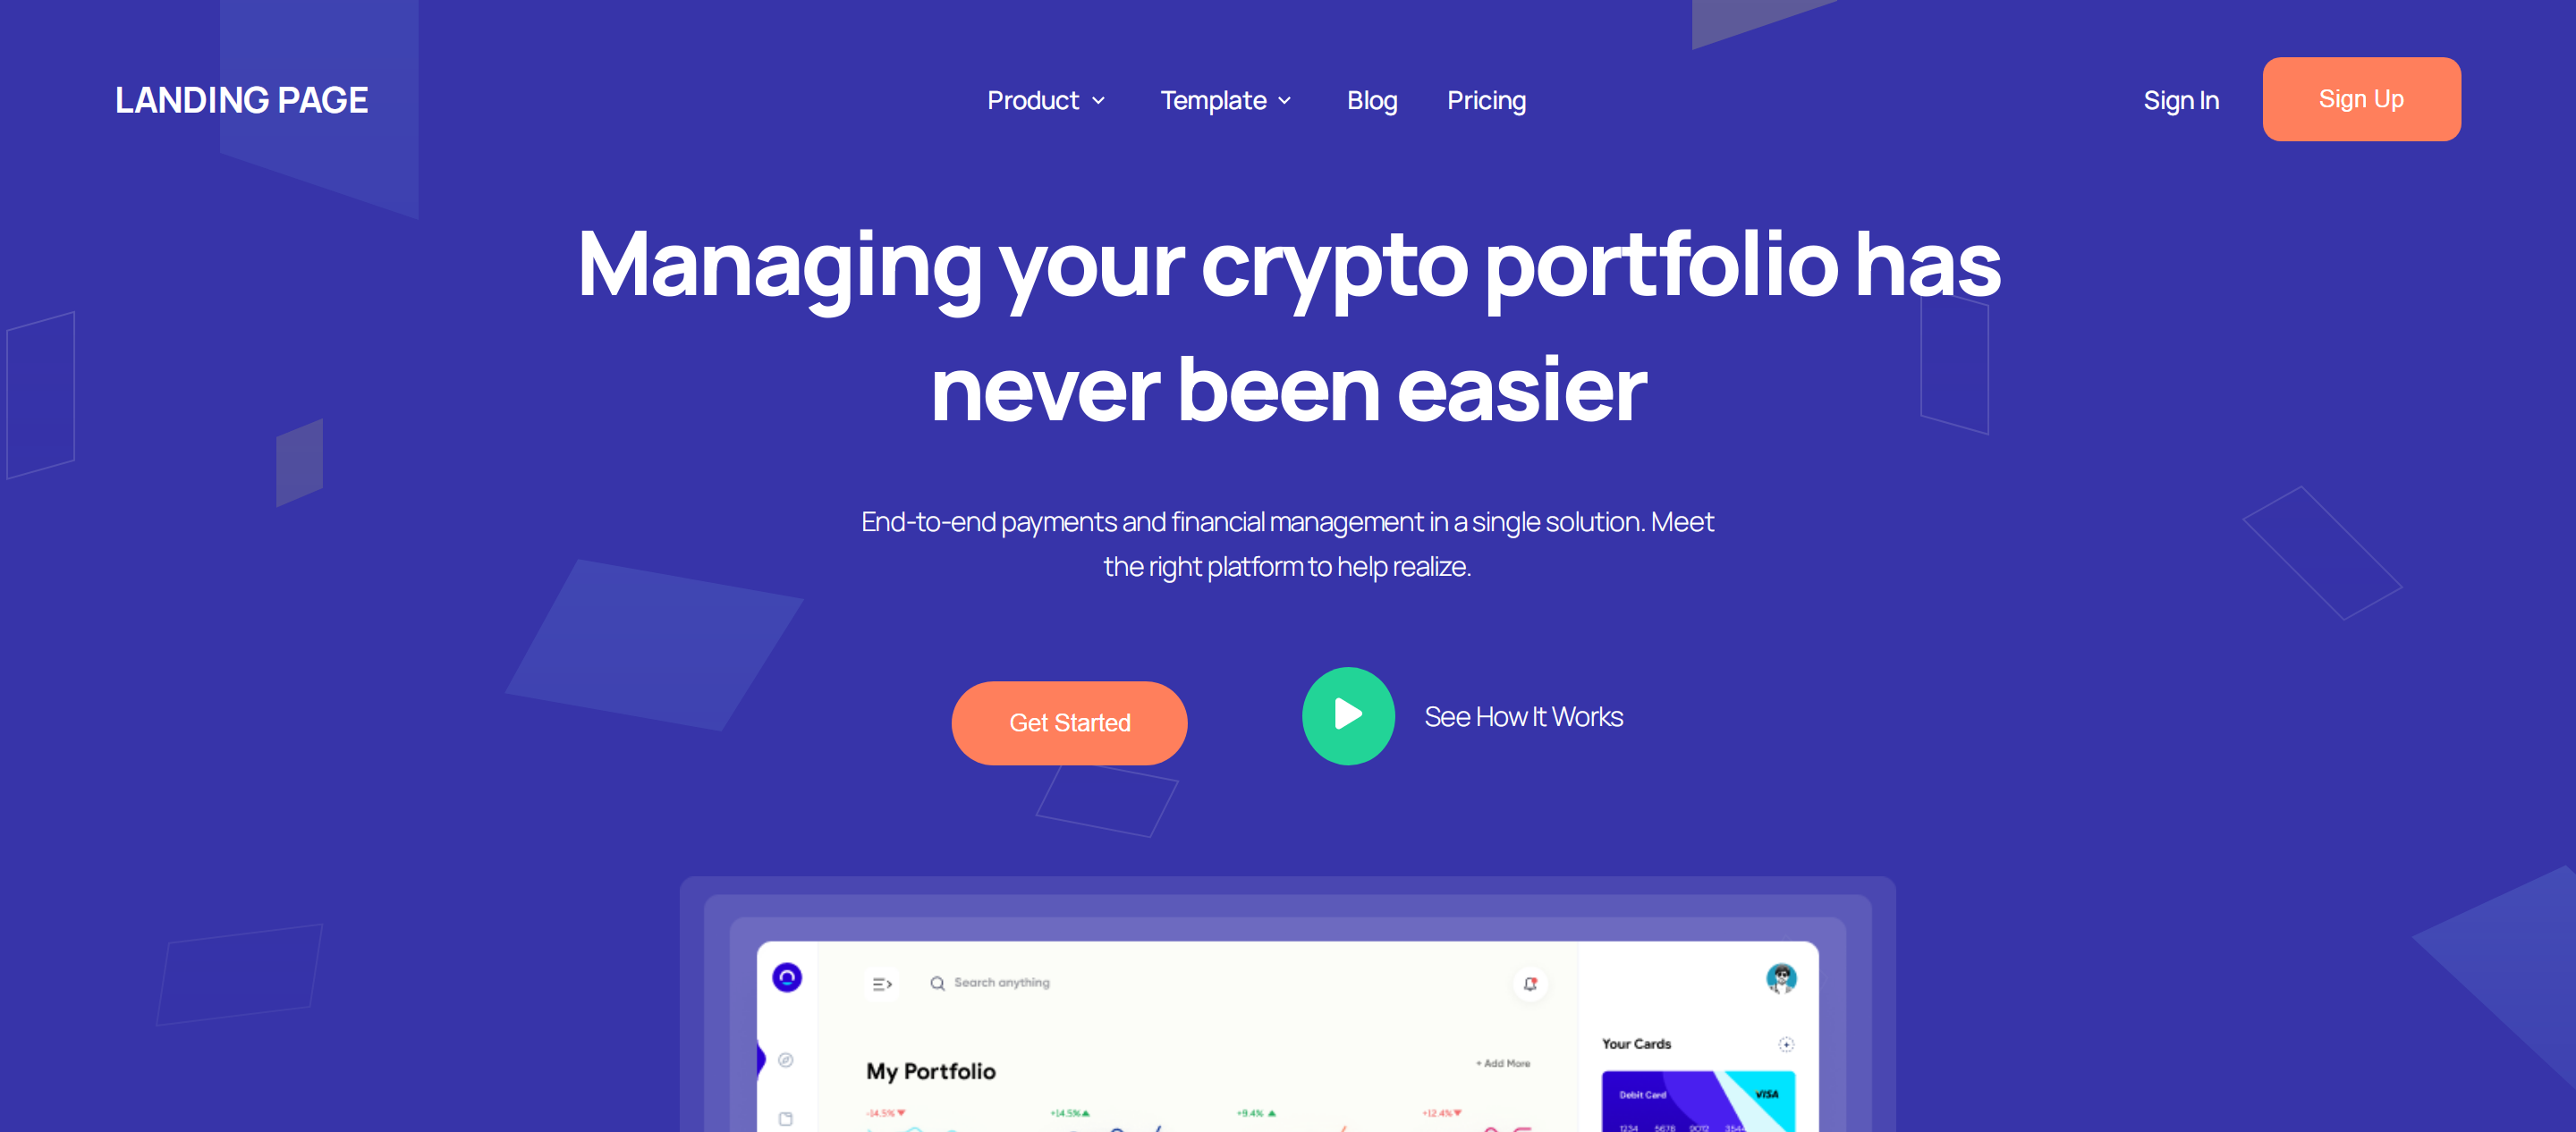 LANDING PAGE
Product
Template
Blog
Pricing
Sign In
Sign Up
Managing your crypto portfolio has
never been easier
End-to-end payments and financial management in a single solution. Meet
the right platform to help realize.
Get Started
See How It Works
Search anything
Your Cards
My Portfolio
+ Add More
Debit Card
VISA
-14.5%
+14.5%
+9.4%
+12.4%
1234 5678 9012